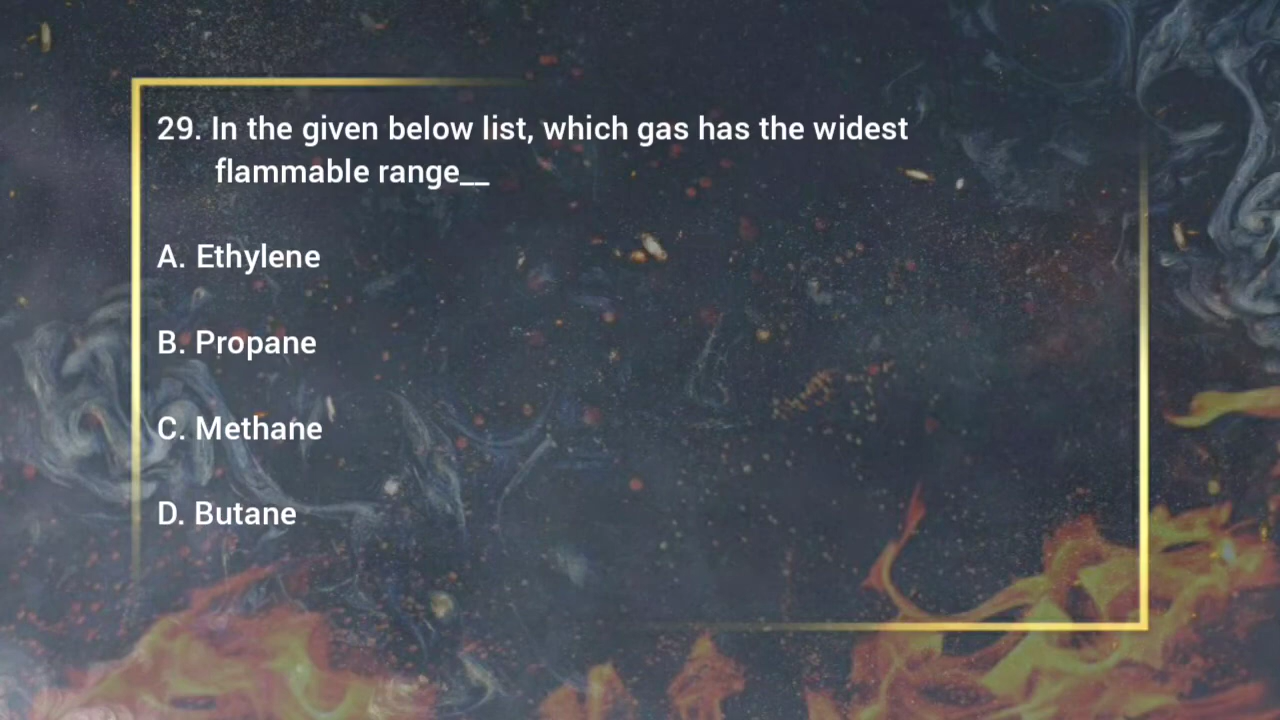 29. In the given below list, which gas has the widest
flammable range__
A. Ethylene
B. Propane
C. Methane
D. Butane